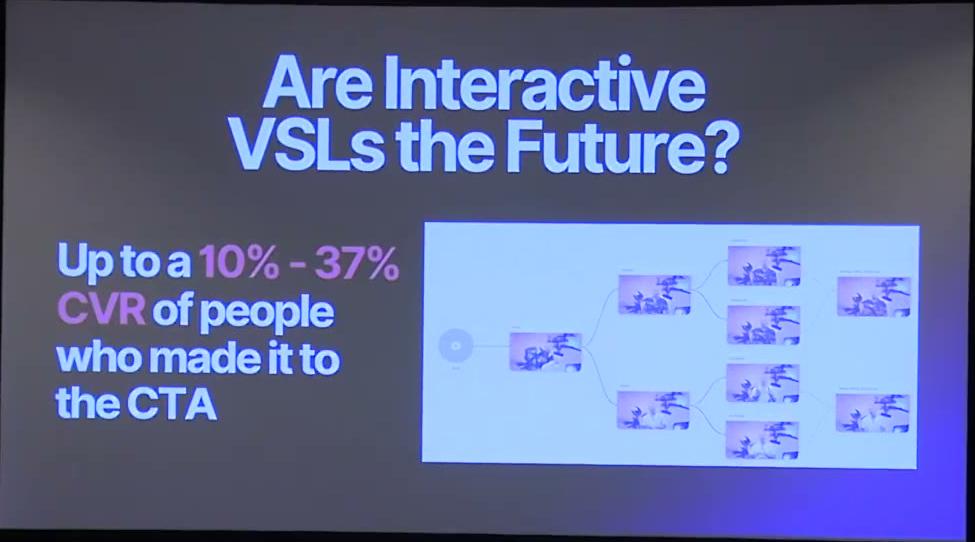 Are Interactive
VSLs the Future?
Up to a 10% - 37%
CVR of people
who made it to
the CTA